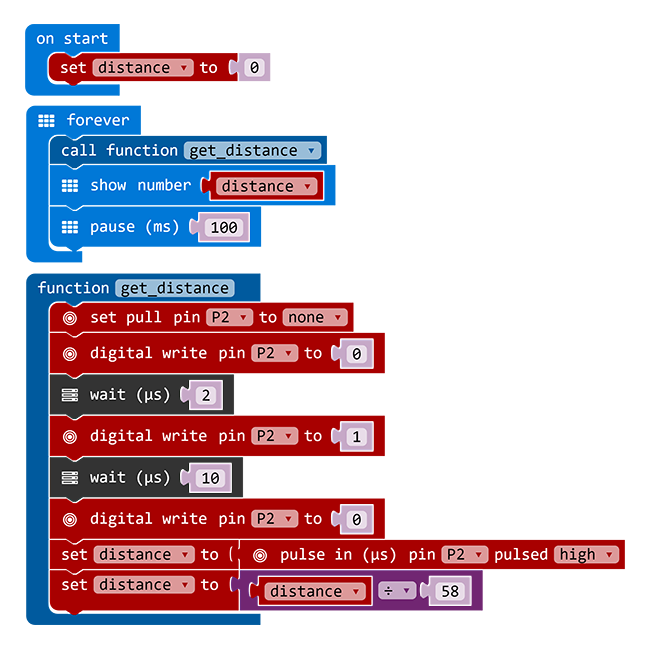 on start
set distance to 0
forever
call function get_distance
show number distance
pause (ms) 100
function get_distance
set pull pin P2 to none
digital write pin P2 to 0
wait (µs) 2
digital write pin P2 to 1
wait (µs) 10
digital write pin P2 to 0
set distance to pulse in (µs) pin P2 pulsed high
set distance to distance ÷ 58